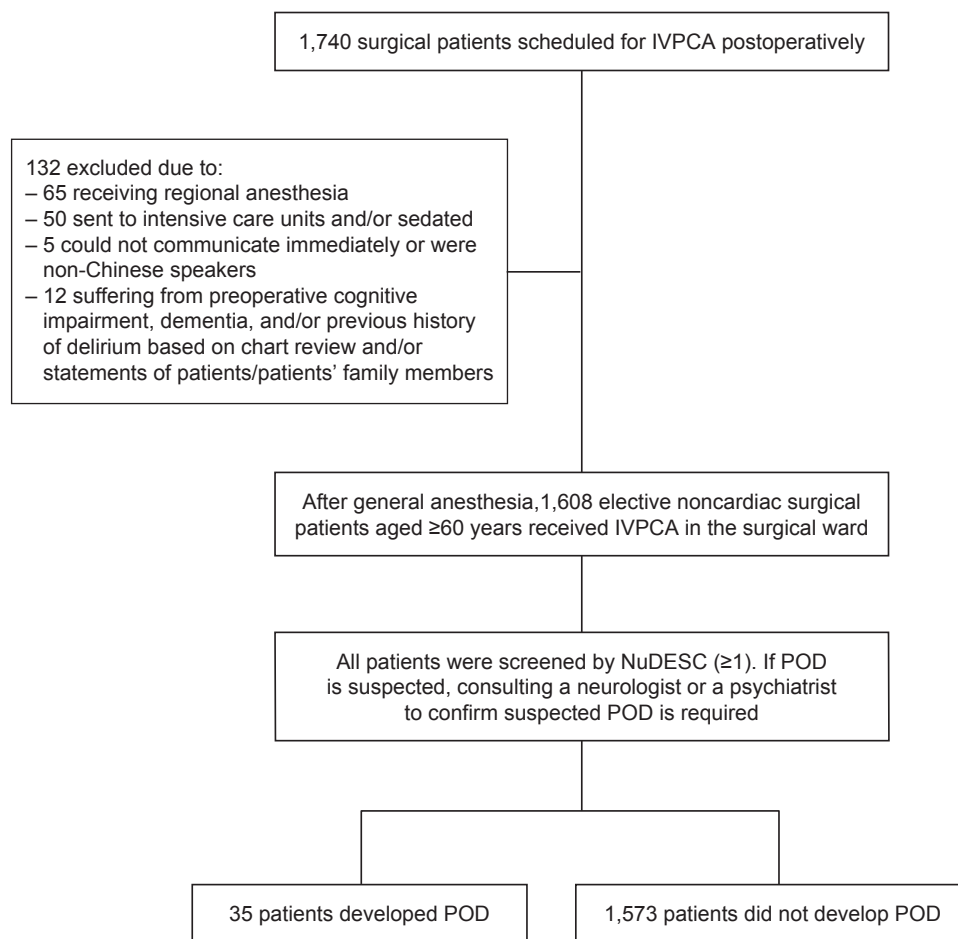 1,740 surgical patients scheduled for IVPCA postoperatively
132 excluded due to:
– 65 receiving regional anesthesia
– 50 sent to intensive care units and/or sedated
– 5 could not communicate immediately or were
non-Chinese speakers
– 12 suffering from preoperative cognitive
impairment, dementia, and/or previous history
of delirium based on chart review and/or
statements of patients/patients’ family members
After general anesthesia,1,608 elective noncardiac surgical
patients aged ≥60 years received IVPCA in the surgical ward
All patients were screened by NuDESC (≥1). If POD
is suspected, consulting a neurologist or a psychiatrist
to confirm suspected POD is required
35 patients developed POD
1,573 patients did not develop POD